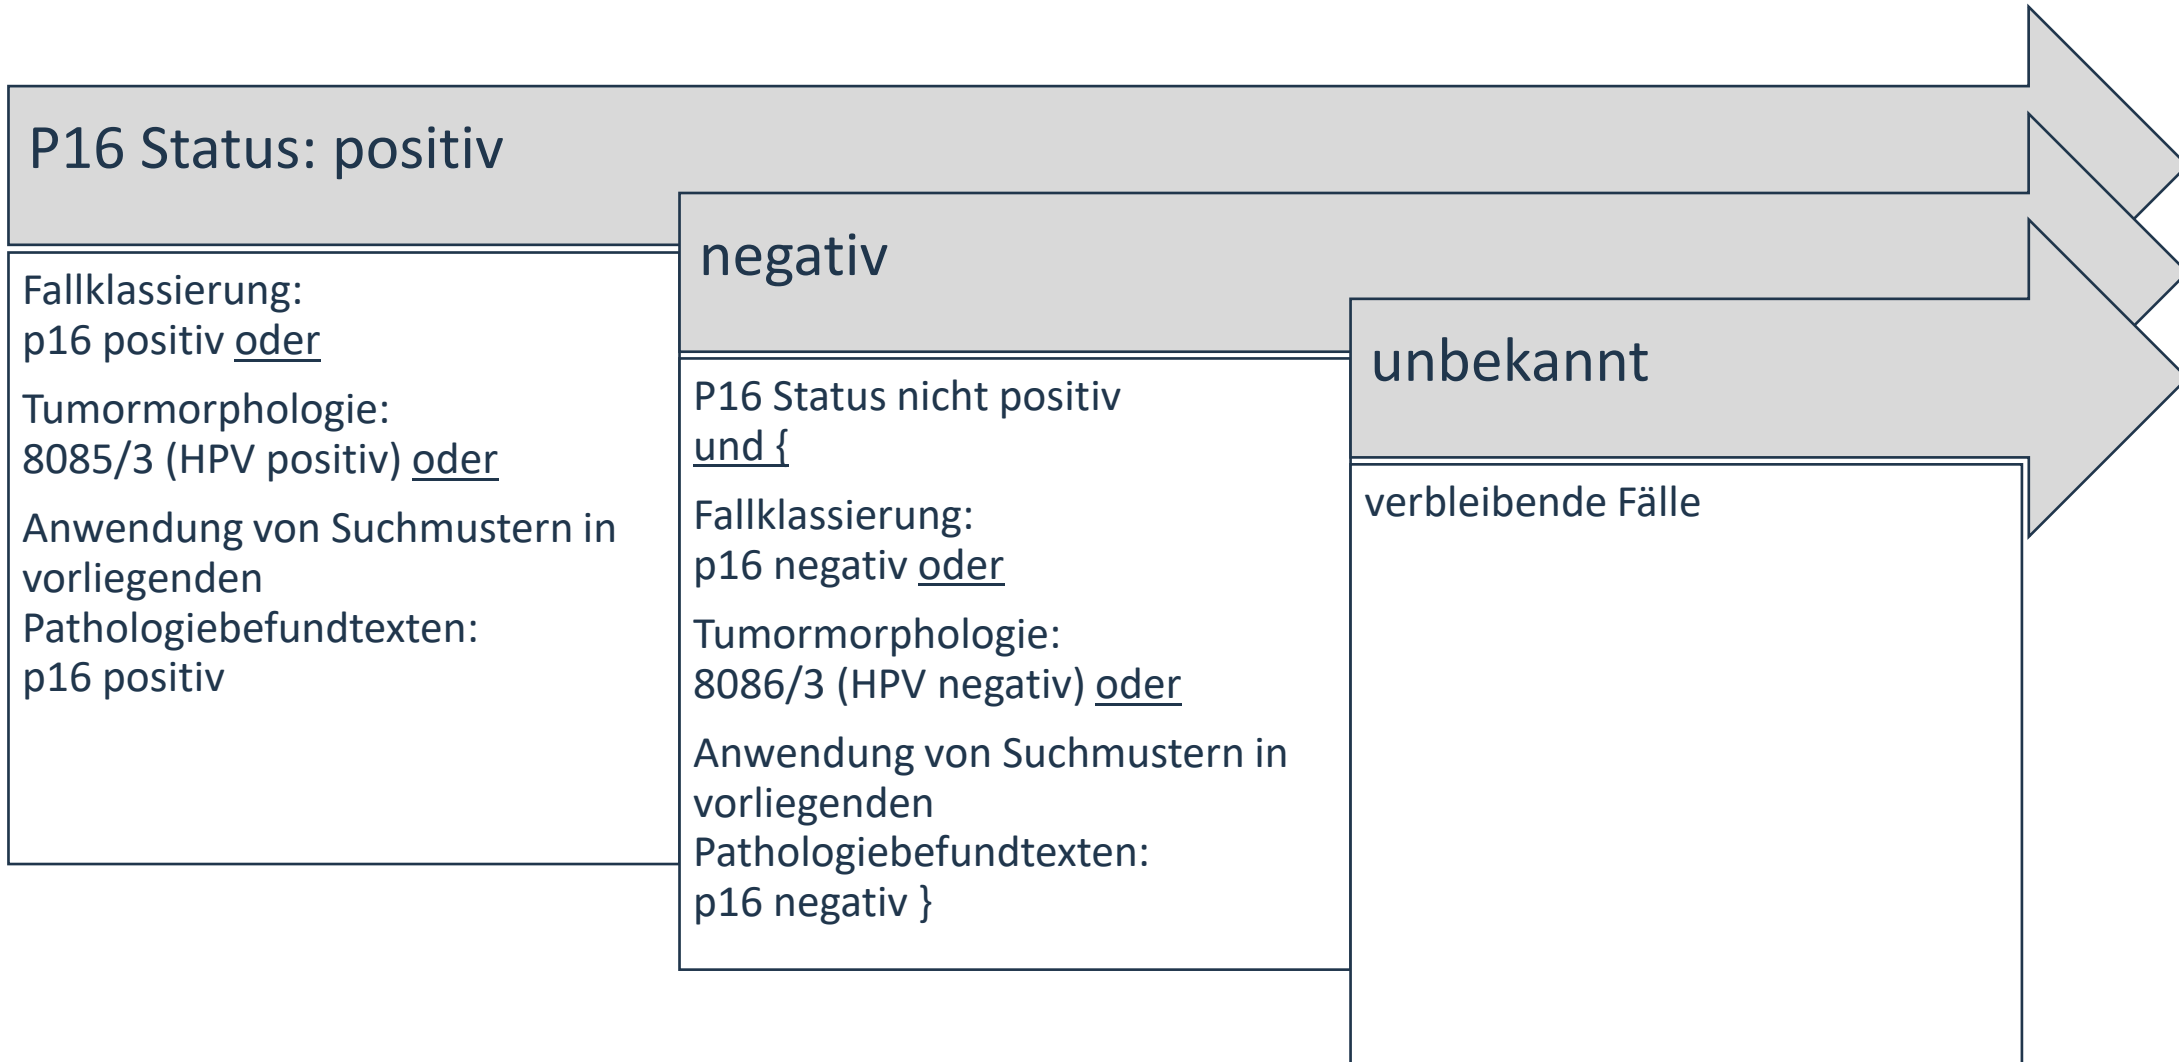 P16 Status: positiv
Fallklassierung:
p16 positiv oder
Tumormorphologie:
8085/3 (HPV positiv) oder
Anwendung von Suchmustern in
vorliegenden
Pathologiebefundtexten:
p16 positiv
negativ
P16 Status nicht positiv
und {
Fallklassierung:
p16 negativ oder
Tumormorphologie:
8086/3 (HPV negativ) oder
Anwendung von Suchmustern in
vorliegenden
Pathologiebefundtexten:
p16 negativ }
unbekannt
verbleibende Fälle